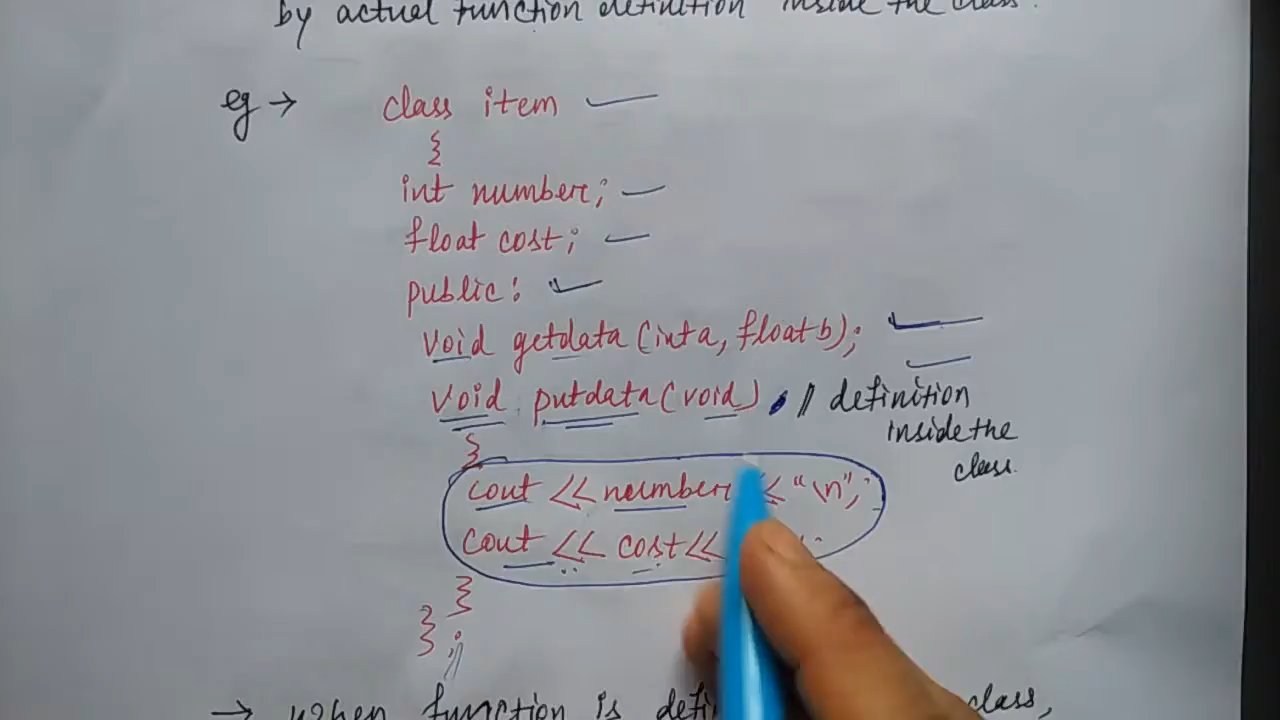 by actual function definition inside the class.
eg → class item
{
int number;
float cost;
public:
void getdata (int a, float b);
void putdata (void) // definition
inside the
class.
{
cout << number << "\n";
cout << cost <<
}
};
→ when function is class,